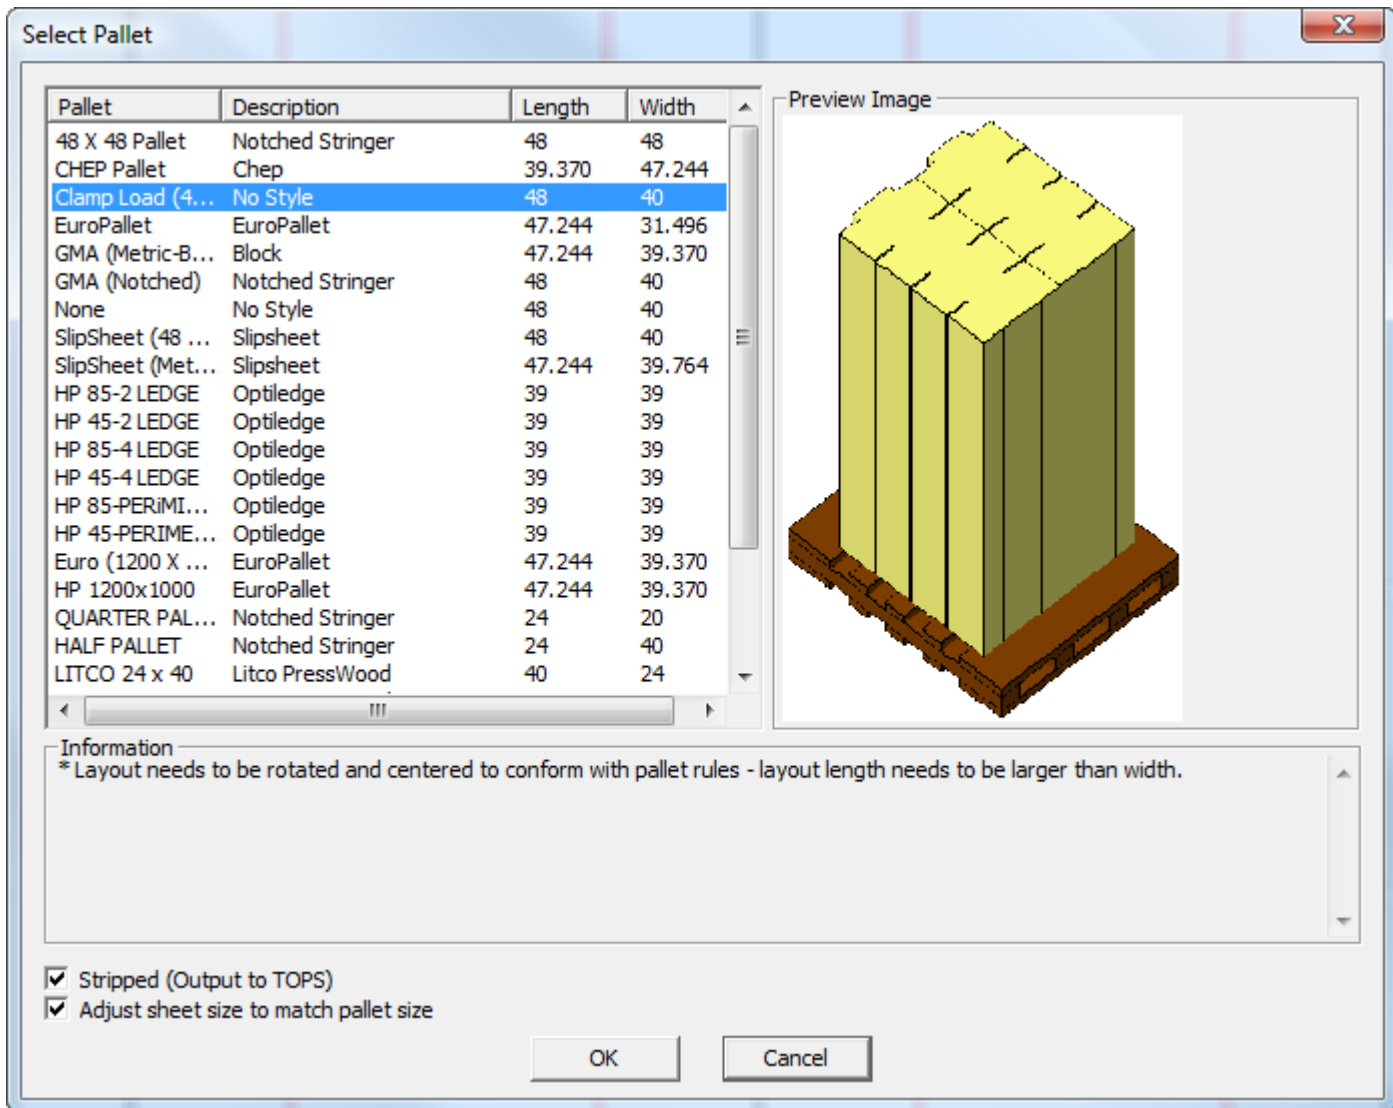 Select Pallet
Pallet Description Length Width
48 X 48 Pallet Notched Stringer 48 48
CHEP Pallet Chep 39.370 47.244
Clamp Load (4... No Style 48 40
EuroPallet EuroPallet 47.244 31.496
GMA (Metric-B... Block 47.244 39.370
GMA (Notched) Notched Stringer 48 40
None No Style 48 40
SlipSheet (48 ... Slipsheet 48 40
SlipSheet (Met... Slipsheet 47.244 39.764
HP 85-2 LEDGE Optiledge 39 39
HP 45-2 LEDGE Optiledge 39 39
HP 85-4 LEDGE Optiledge 39 39
HP 45-4 LEDGE Optiledge 39 39
HP 85-PERiMI... Optiledge 39 39
HP 45-PERIME... Optiledge 39 39
Euro (1200 X ... EuroPallet 47.244 39.370
HP 1200x1000 EuroPallet 47.244 39.370
QUARTER PAL... Notched Stringer 24 20
HALF PALLET Notched Stringer 24 40
LITCO 24 x 40 Litco PressWood 40 24
Preview Image
Information
* Layout needs to be rotated and centered to conform with pallet rules - layout length needs to be larger than width.
Stripped (Output to TOPS)
Adjust sheet size to match pallet size
OK Cancel